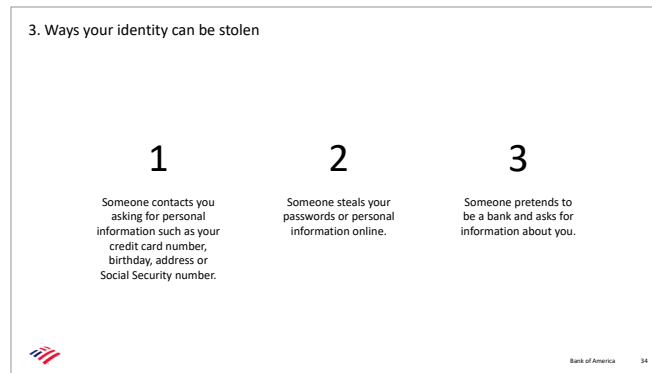 3. Ways your identity can be stolen
1
Someone contacts you
asking for personal
information such as your
credit card number,
birthday, address or
Social Security number.
2
Someone steals your
passwords or personal
information online.
3
Someone pretends to
be a bank and asks for
information about you.
Bank of America 34